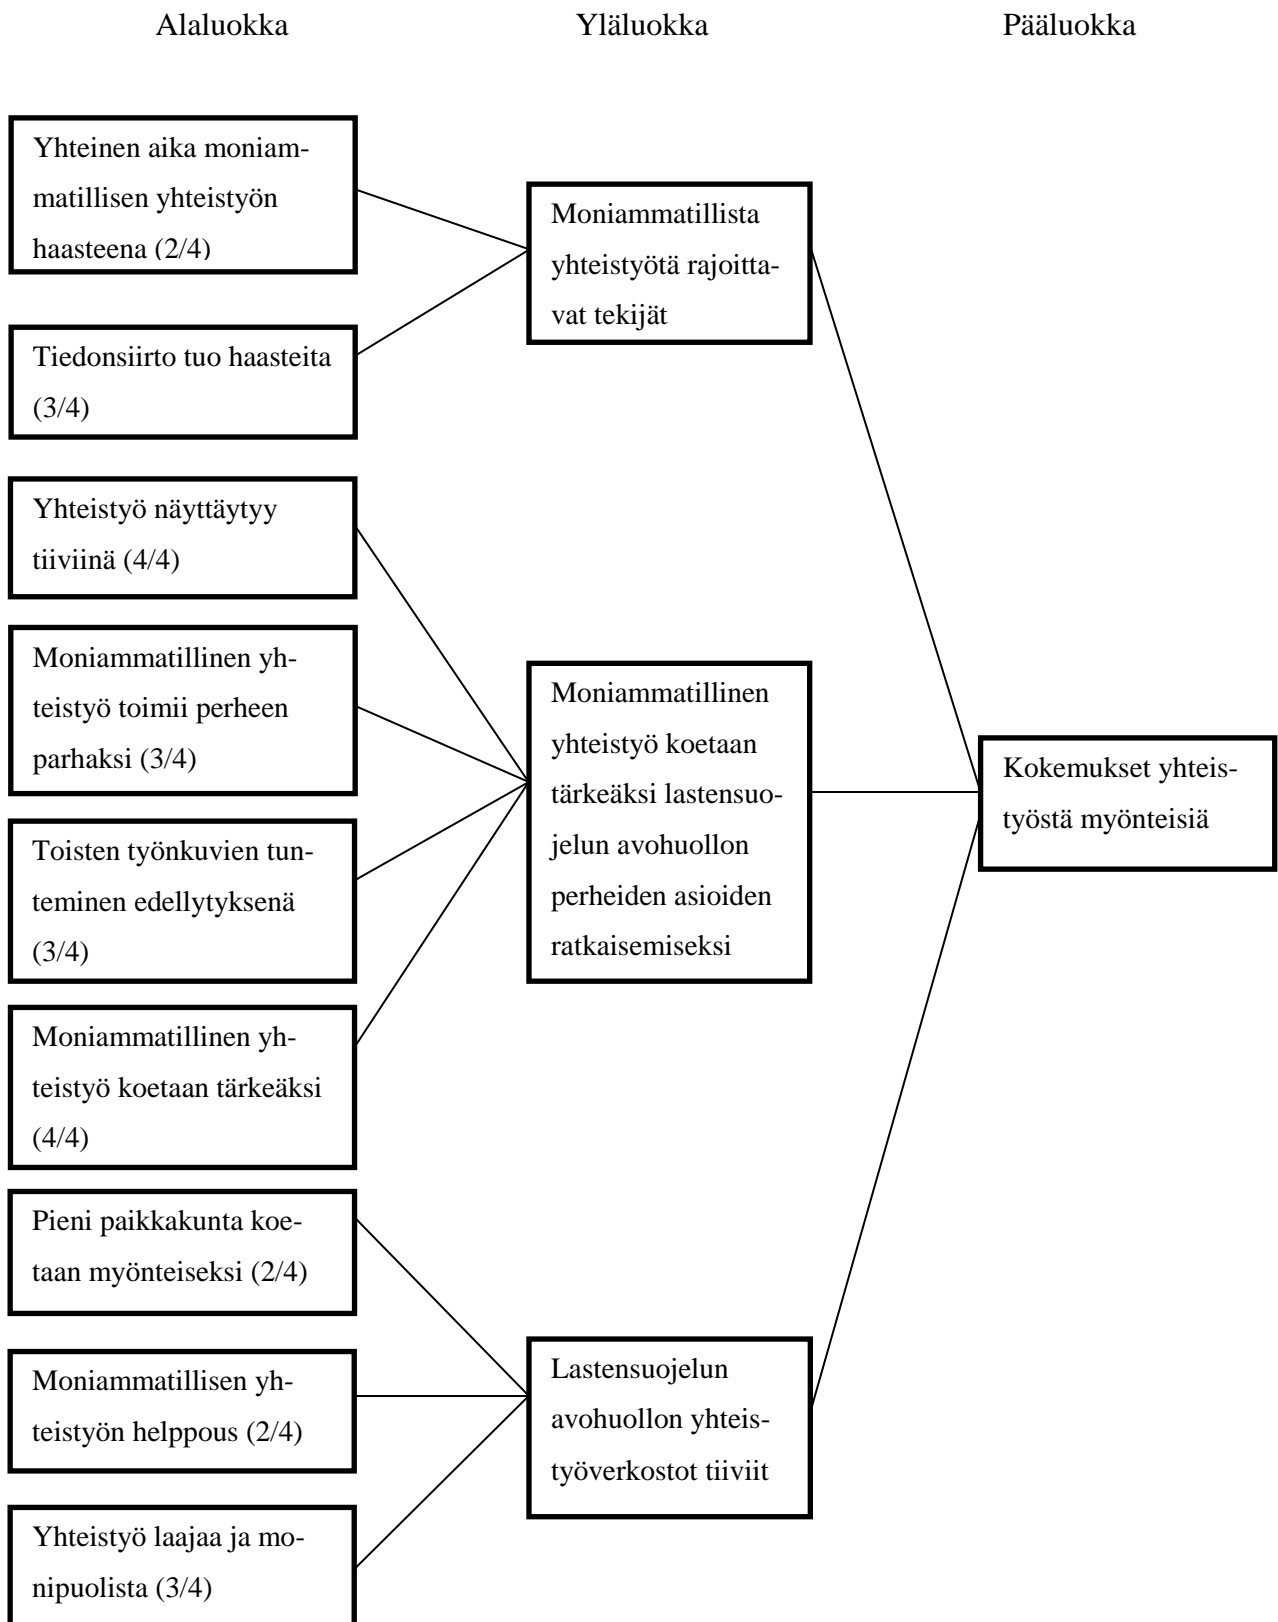 Alaluokka
Yläluokka
Pääluokka
Yhteinen aika moniam-
matillisen yhteistyön
haasteena (2/4)
Tiedonsiirto tuo haasteita
(3/4)
Yhteistyö näyttäytyy
tiiviinä (4/4)
Moniammatillinen yh-
teistyö toimii perheen
parhaksi (3/4)
Toisten työnkuvien tun-
teminen edellytyksenä
(3/4)
Moniammatillinen yh-
teistyö koetaan tärkeäksi
(4/4)
Pieni paikkakunta koe-
taan myönteiseksi (2/4)
Moniammatillisen yh-
teistyön helppous (2/4)
Yhteistyö laajaa ja mo-
nipuolista (3/4)
Moniammatillista
yhteistyötä rajoitta-
vat tekijät
Moniammatillinen
yhteistyö koetaan
tärkeäksi lastensuo-
jelun avohuollon
perheiden asioiden
ratkaisemiseksi
Lastensuojelun
avohuollon yhteis-
työverkostot tiiviit
Kokemukset yhteis-
työstä myönteisiä